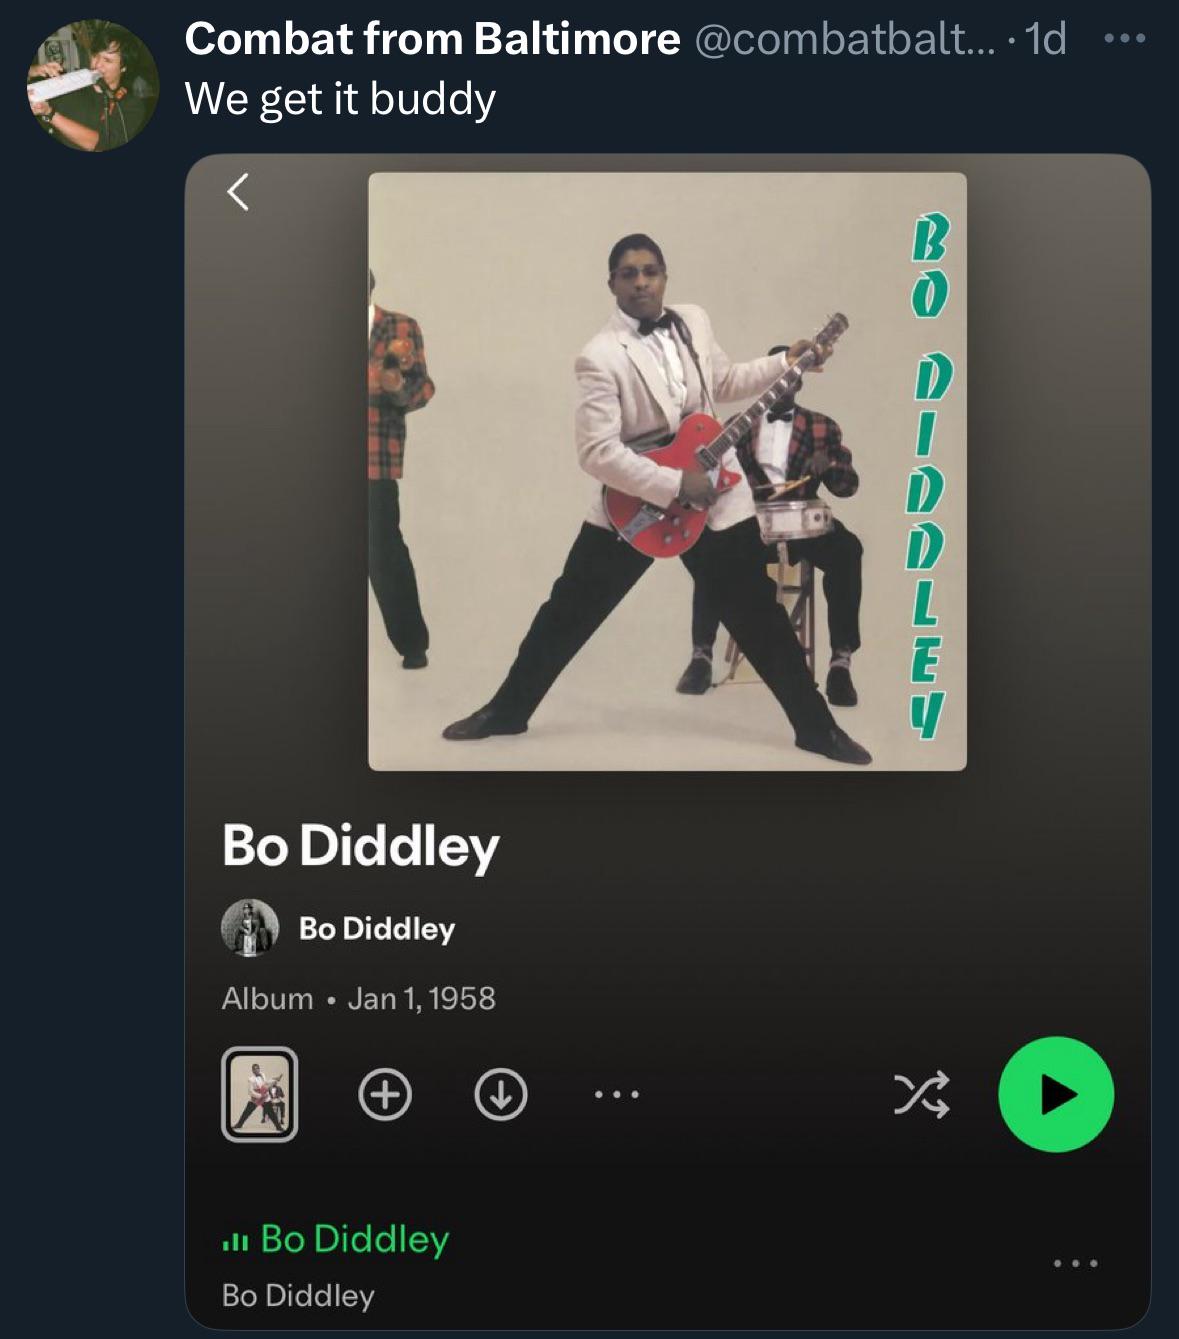 Combat from Baltimore @combatbalt... · 1d
We get it buddy
BO DIDDLEY
Bo Diddley
Bo Diddley
Album • Jan 1, 1958
Bo Diddley
Bo Diddley